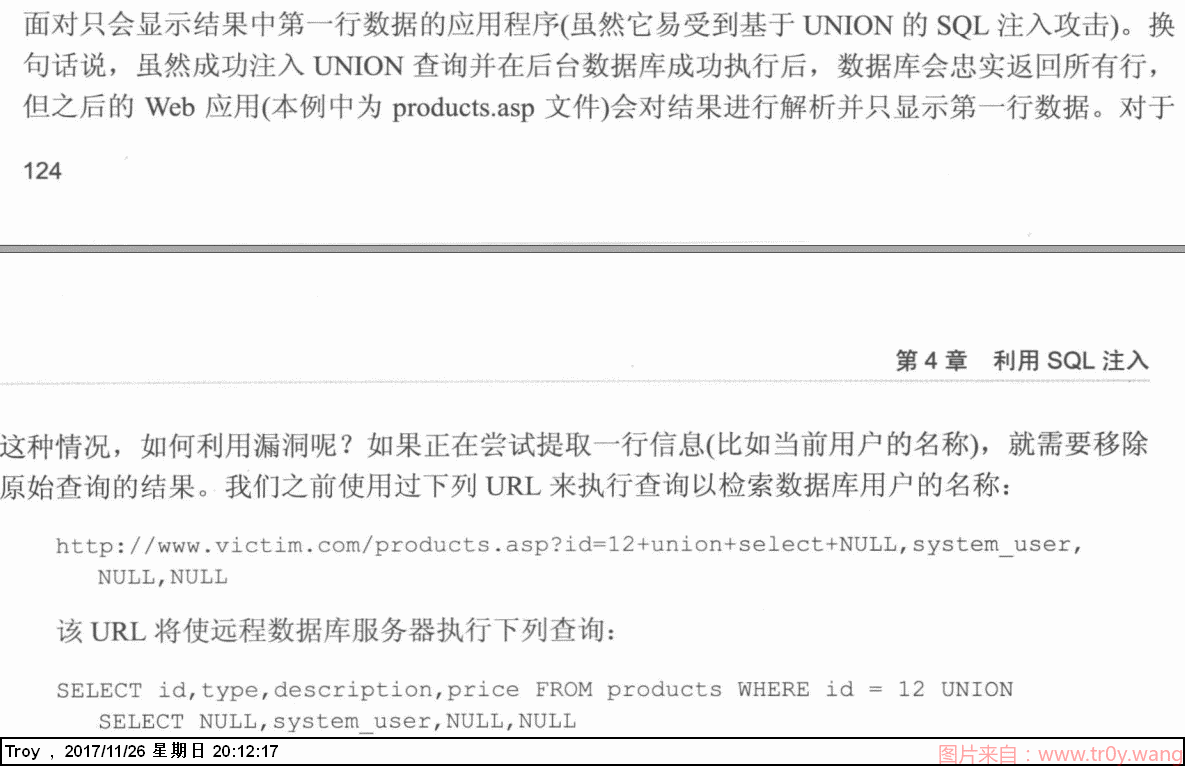 面对只会显示结果中第一行数据的应用程序(虽然它易受到基于 UNION 的 SQL 注入攻击)。换
句话说，虽然成功注入 UNION 查询并在后台数据库成功执行后，数据库会忠实返回所有行，
但之后的 Web 应用(本例中为 products.asp 文件)会对结果进行解析并只显示第一行数据。对于
124
第 4 章 利用 SQL 注入
这种情况，如何利用漏洞呢？如果正在尝试提取一行信息(比如当前用户的名称)，就需要移除
原始查询的结果。我们之前使用过下列 URL 来执行查询以检索数据库用户的名称：
http://www.victim.com/products.asp?id=12+union+select+NULL,system_user,
NULL,NULL
该 URL 将使远程数据库服务器执行下列查询：
SELECT id,type,description,price FROM products WHERE id = 12 UNION
SELECT NULL,system_user,NULL,NULL
Troy , 2017/11/26 星期日 20:12:17
图片来自：www.tr0y.wang